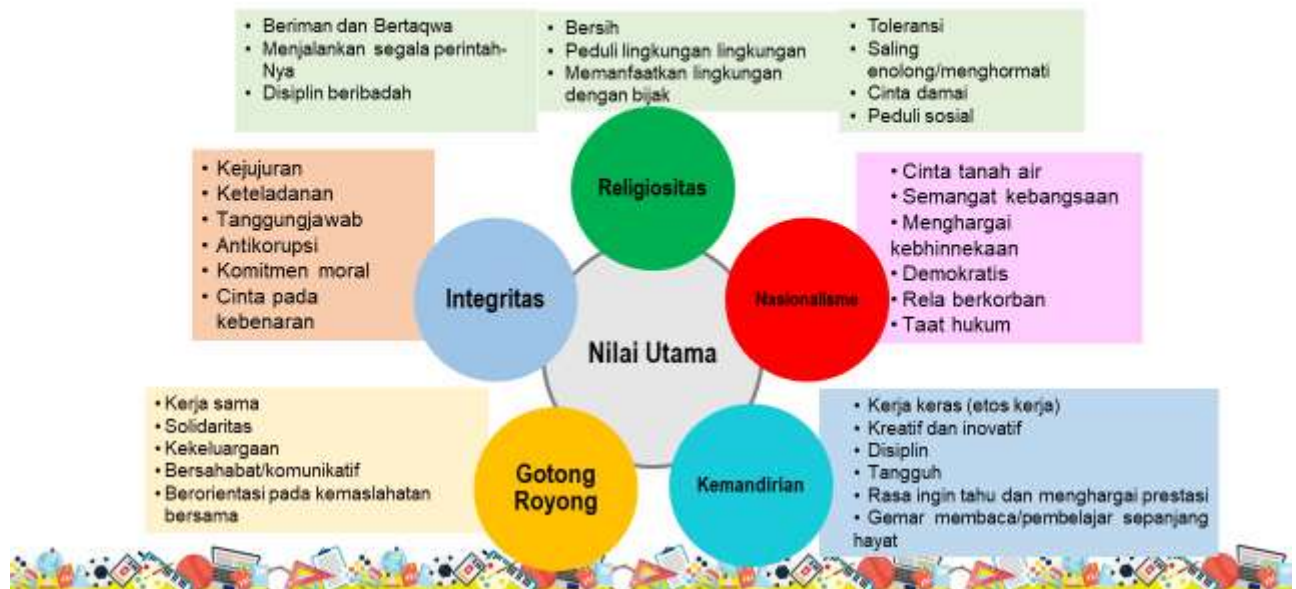 • Beriman dan Bertaqwa
• Menjalankan segala perintah-
Nya
• Disiplin beribadah
• Bersih
• Peduli lingkungan lingkungan
• Memanfaatkan lingkungan
dengan bijak
• Toleransi
• Saling
enolong/menghormati
• Cinta damai
• Peduli sosial
Religiositas
• Kejujuran
• Keteladanan
• Tanggungjawab
• Antikorupsi
• Komitmen moral
• Cinta pada
kebenaran
Integritas
Nilai Utama
Nasionalisme
• Cinta tanah air
• Semangat kebangsaan
• Menghargai
kebhinnekaan
• Demokratis
• Rela berkorban
• Taat hukum
• Kerja sama
• Solidaritas
• Kekeluargaan
• Bersahabat/komunikatif
• Berorientasi pada kemaslahatan
bersama
Gotong
Royong
Kemandirian
• Kerja keras (etos kerja)
• Kreatif dan inovatif
• Disiplin
• Tangguh
• Rasa ingin tahu dan menghargai prestasi
• Gemar membaca/pembelajar sepanjang
hayat